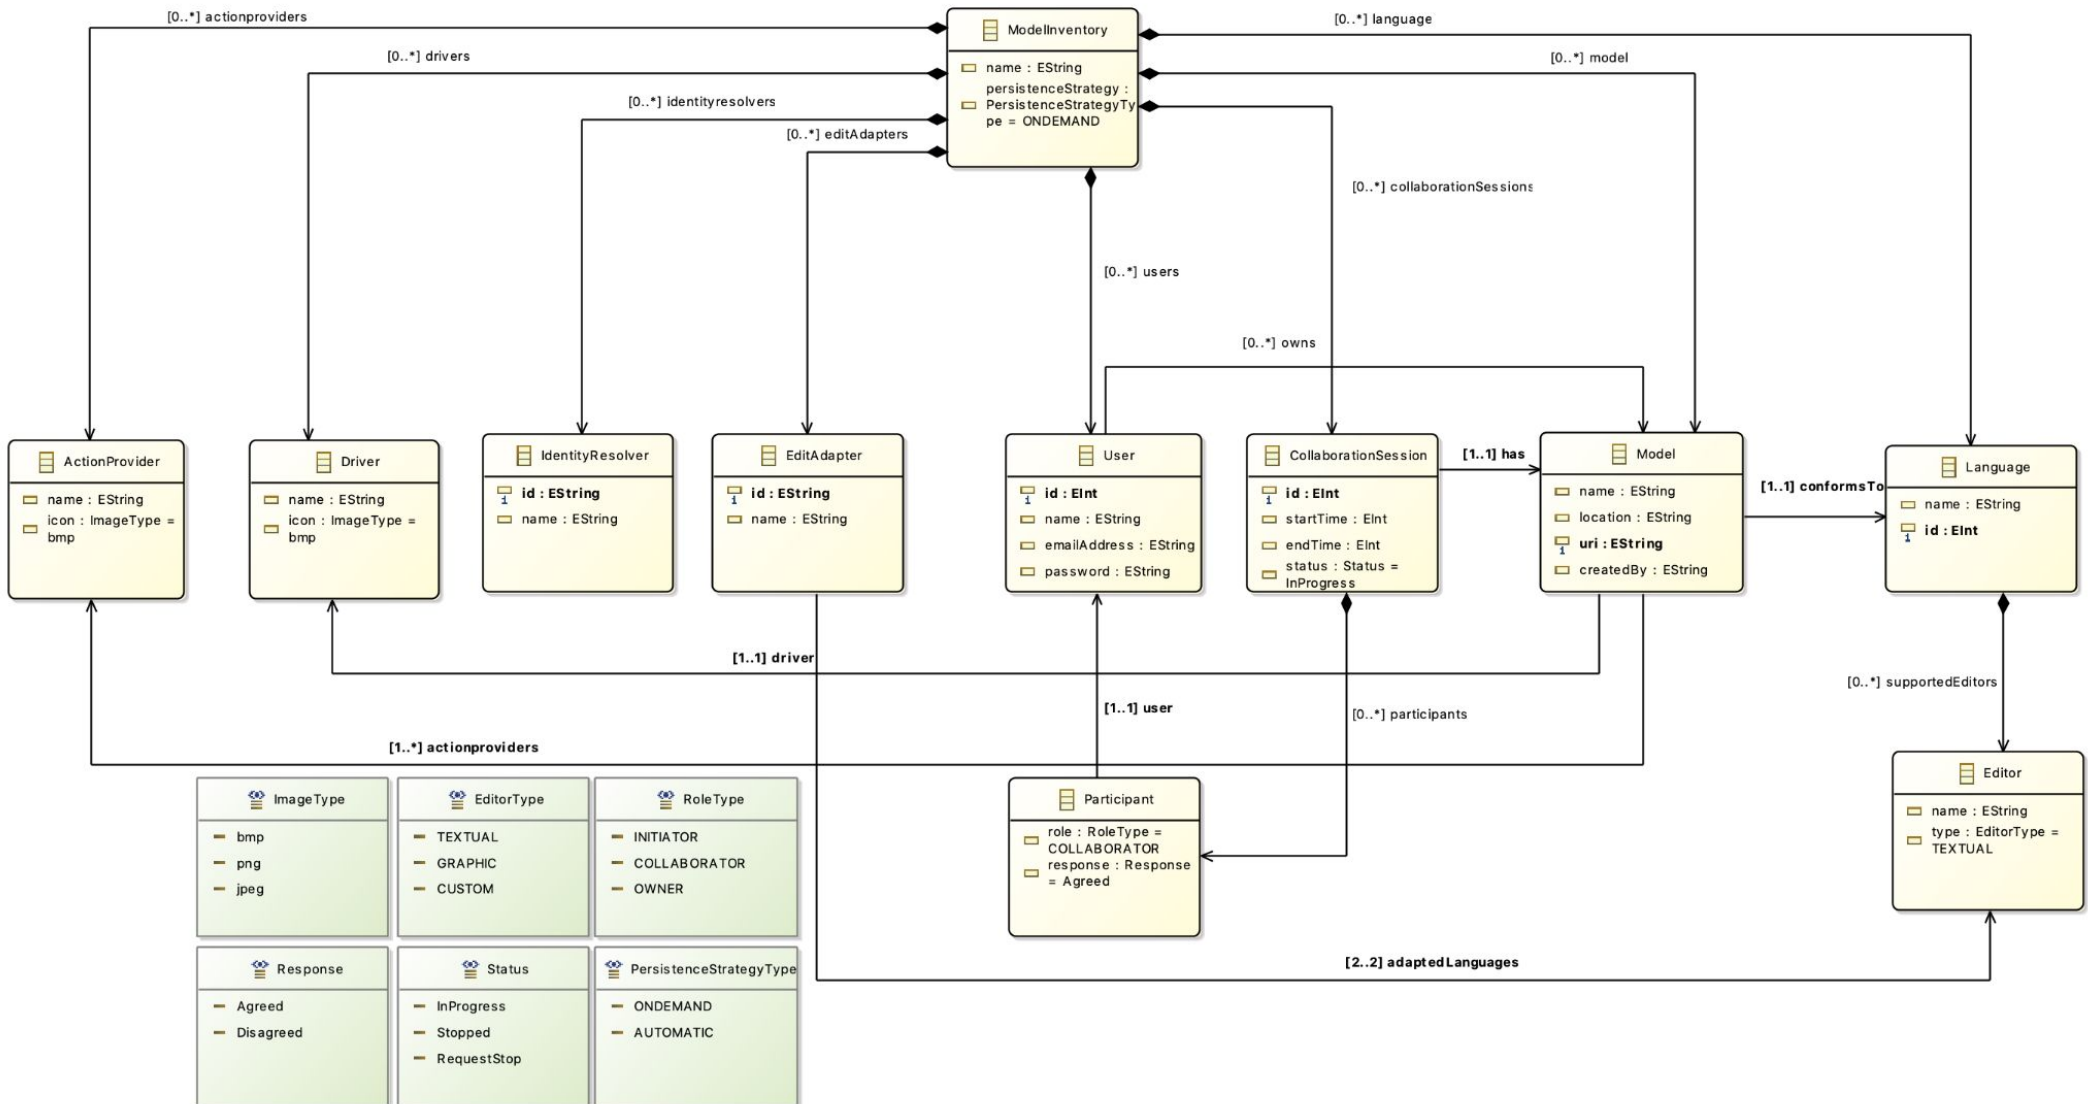 [0..*] actionproviders
[0..*] language
ModelInventory
[0..*] drivers
[0..*] model
name : EString
persistenceStrategy :
PersistenceStrategyTy
pe = ONDEMAND
[0..*] identityresolvers
[0..*] editAdapters
[0..*] collaborationSessions
[0..*] users
[0..*] owns
ActionProvider
name : EString
icon : ImageType =
bmp
Driver
name : EString
icon : ImageType =
bmp
IdentityResolver
id : EString
name : EString
EditAdapter
id : EString
name : EString
User
id : EInt
name : EString
emailAddress : EString
password : EString
CollaborationSession
id : EInt
startTime : EInt
endTime : EInt
status : Status =
InProgress
[1..1] has
Model
name : EString
location : EString
uri : EString
createdBy : EString
[1..1] conformsTo
Language
name : EString
id : EInt
[1..1] driver
[0..*] supportedEditors
[1..1] user
[0..*] participants
[1..*] actionproviders
ImageType
bmp
png
jpeg
EditorType
TEXTUAL
GRAPHIC
CUSTOM
RoleType
INITIATOR
COLLABORATOR
OWNER
Participant
role : RoleType =
COLLABORATOR
response : Response
= Agreed
Editor
name : EString
type : EditorType =
TEXTUAL
Response
Agreed
Disagreed
Status
InProgress
Stopped
RequestStop
PersistenceStrategyType
ONDEMAND
AUTOMATIC
[2..2] adaptedLanguages